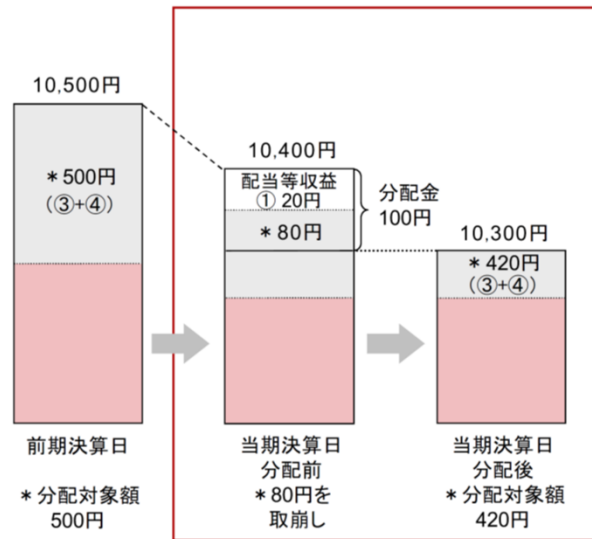 10,500円
＊500円
(③+④)
前期決算日
＊分配対象額
500円
10,400円
配当等収益
① 20円
＊80円
分配金
100円
当期決算日
分配前
＊80円を
取崩し
10,300円
＊420円
(③+④)
当期決算日
分配後
＊分配対象額
420円